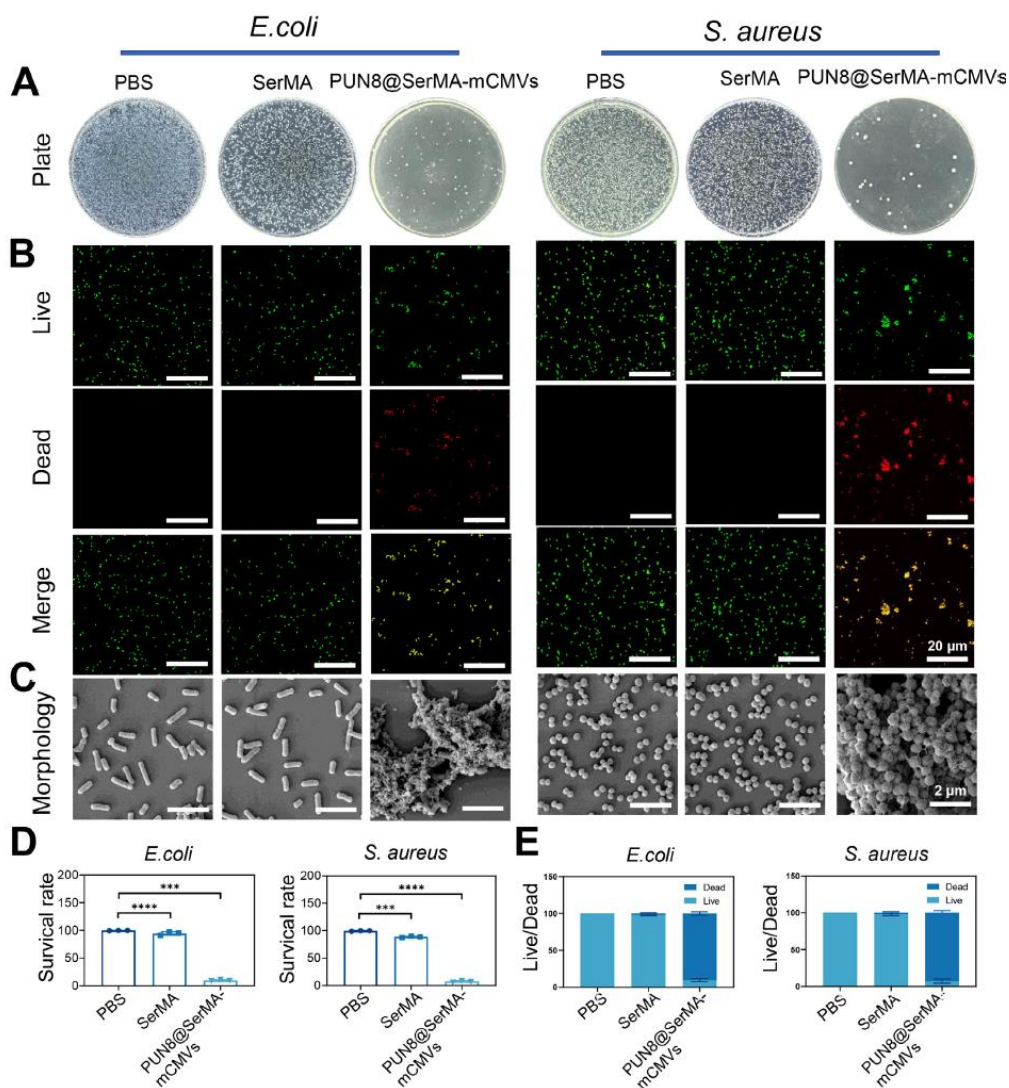 E.coli
S. aureus
A
PBS
SerMA
PUN8@SerMA-mCMVs
PBS
SerMA
PUN8@SerMA-mCMVs
Plate
B
Live
Dead
Merge
20 µm
C
Morphology
2 µm
D
E.coli
Survical rate
200
150
100
50
0
***
****
PBS
SerMA
PUN8@SerMA-
mCMVs
S. aureus
Survical rate
200
150
100
50
0
****
***
PBS
SerMA
PUN8@SerMA-
mCMVs
E
E.coli
Live/Dead
150
100
50
0
Dead
Live
PBS
SerMA
PUN8@SerMA-
mCMVs
S. aureus
Live/Dead
150
100
50
0
Dead
Live
PBS
SerMA
PUN8@SerMA-
mCMVs